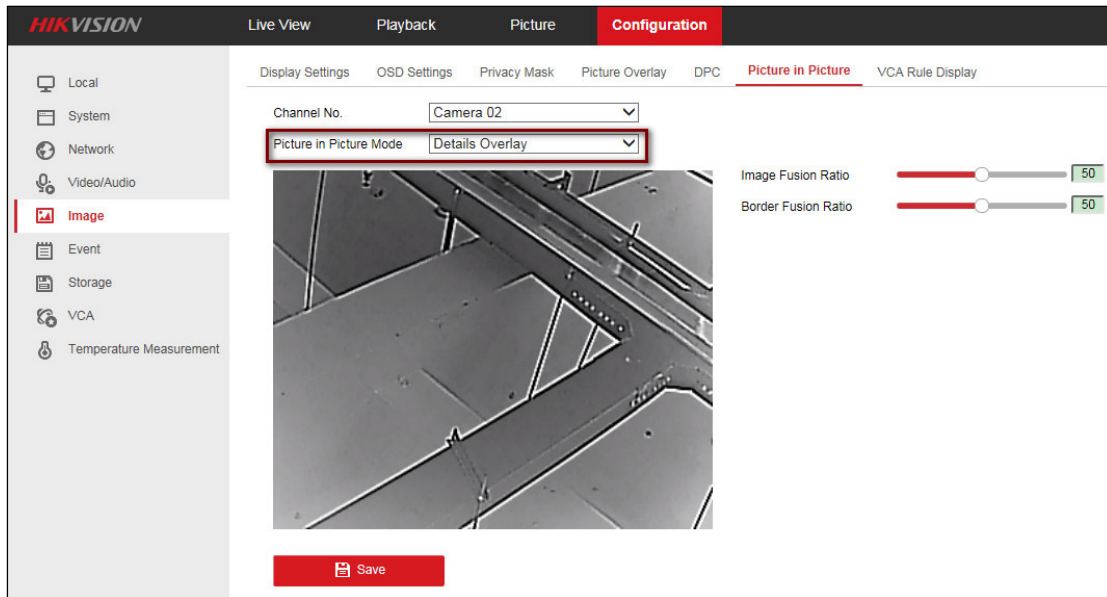 HIKVISION
Live View Playback Picture Configuration
Local
System
Network
Video/Audio
Image
Event
Storage
VCA
Temperature Measurement
Display Settings OSD Settings Privacy Mask Picture Overlay DPC Picture in Picture VCA Rule Display
Channel No. Camera 02
Picture in Picture Mode Details Overlay
Image Fusion Ratio 50
Border Fusion Ratio 50
Save